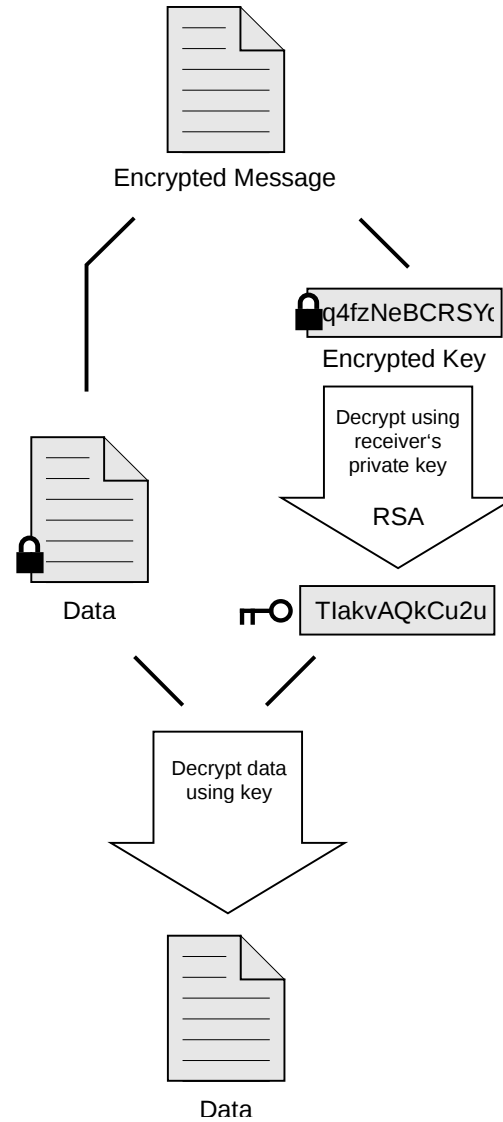 Encrypted Message
q4fzNeBCRSY
Encrypted Key
Decrypt using
receiver‘s
private key
RSA
TIakvAQkCu2u
Data
Decrypt data
using key
Data